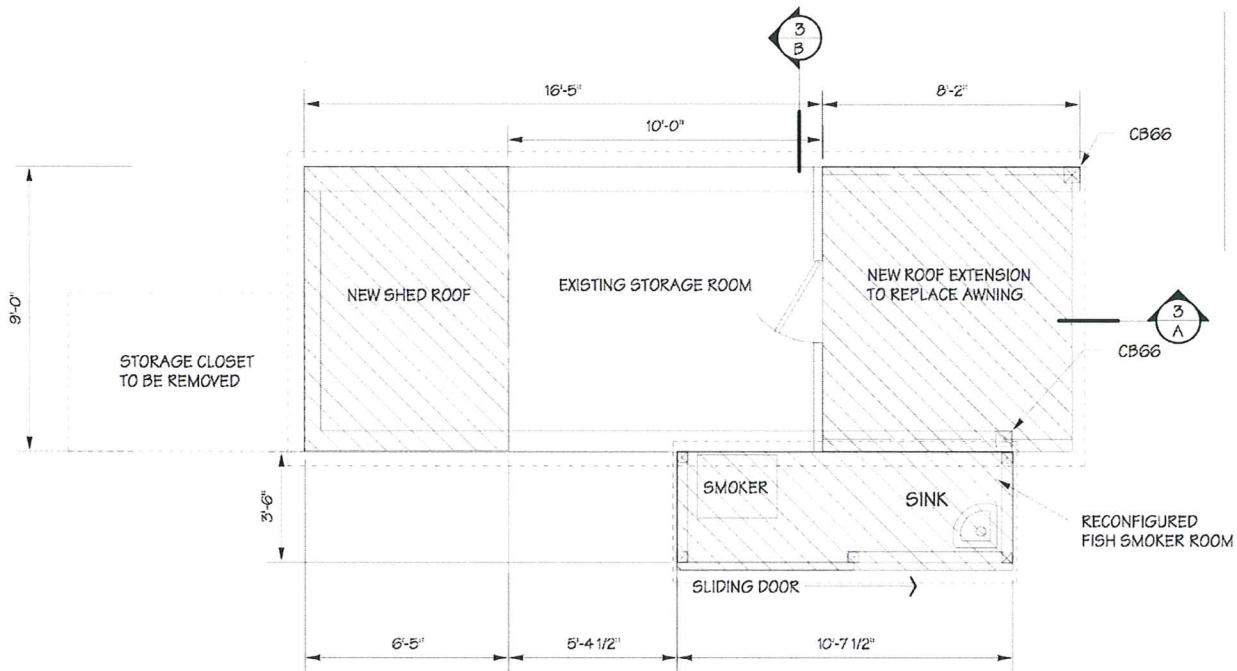 3
B
16'-5"
8'-2"
10'-0"
CB66
9'-0"
NEW SHED ROOF
EXISTING STORAGE ROOM
NEW ROOF EXTENSION
TO REPLACE AWNING
3
A
CB66
STORAGE CLOSET
TO BE REMOVED
3'-6"
SMOKER
SINK
RECONFIGURED
FISH SMOKER ROOM
SLIDING DOOR
6'-5"
5'-4 1/2"
10'-7 1/2"